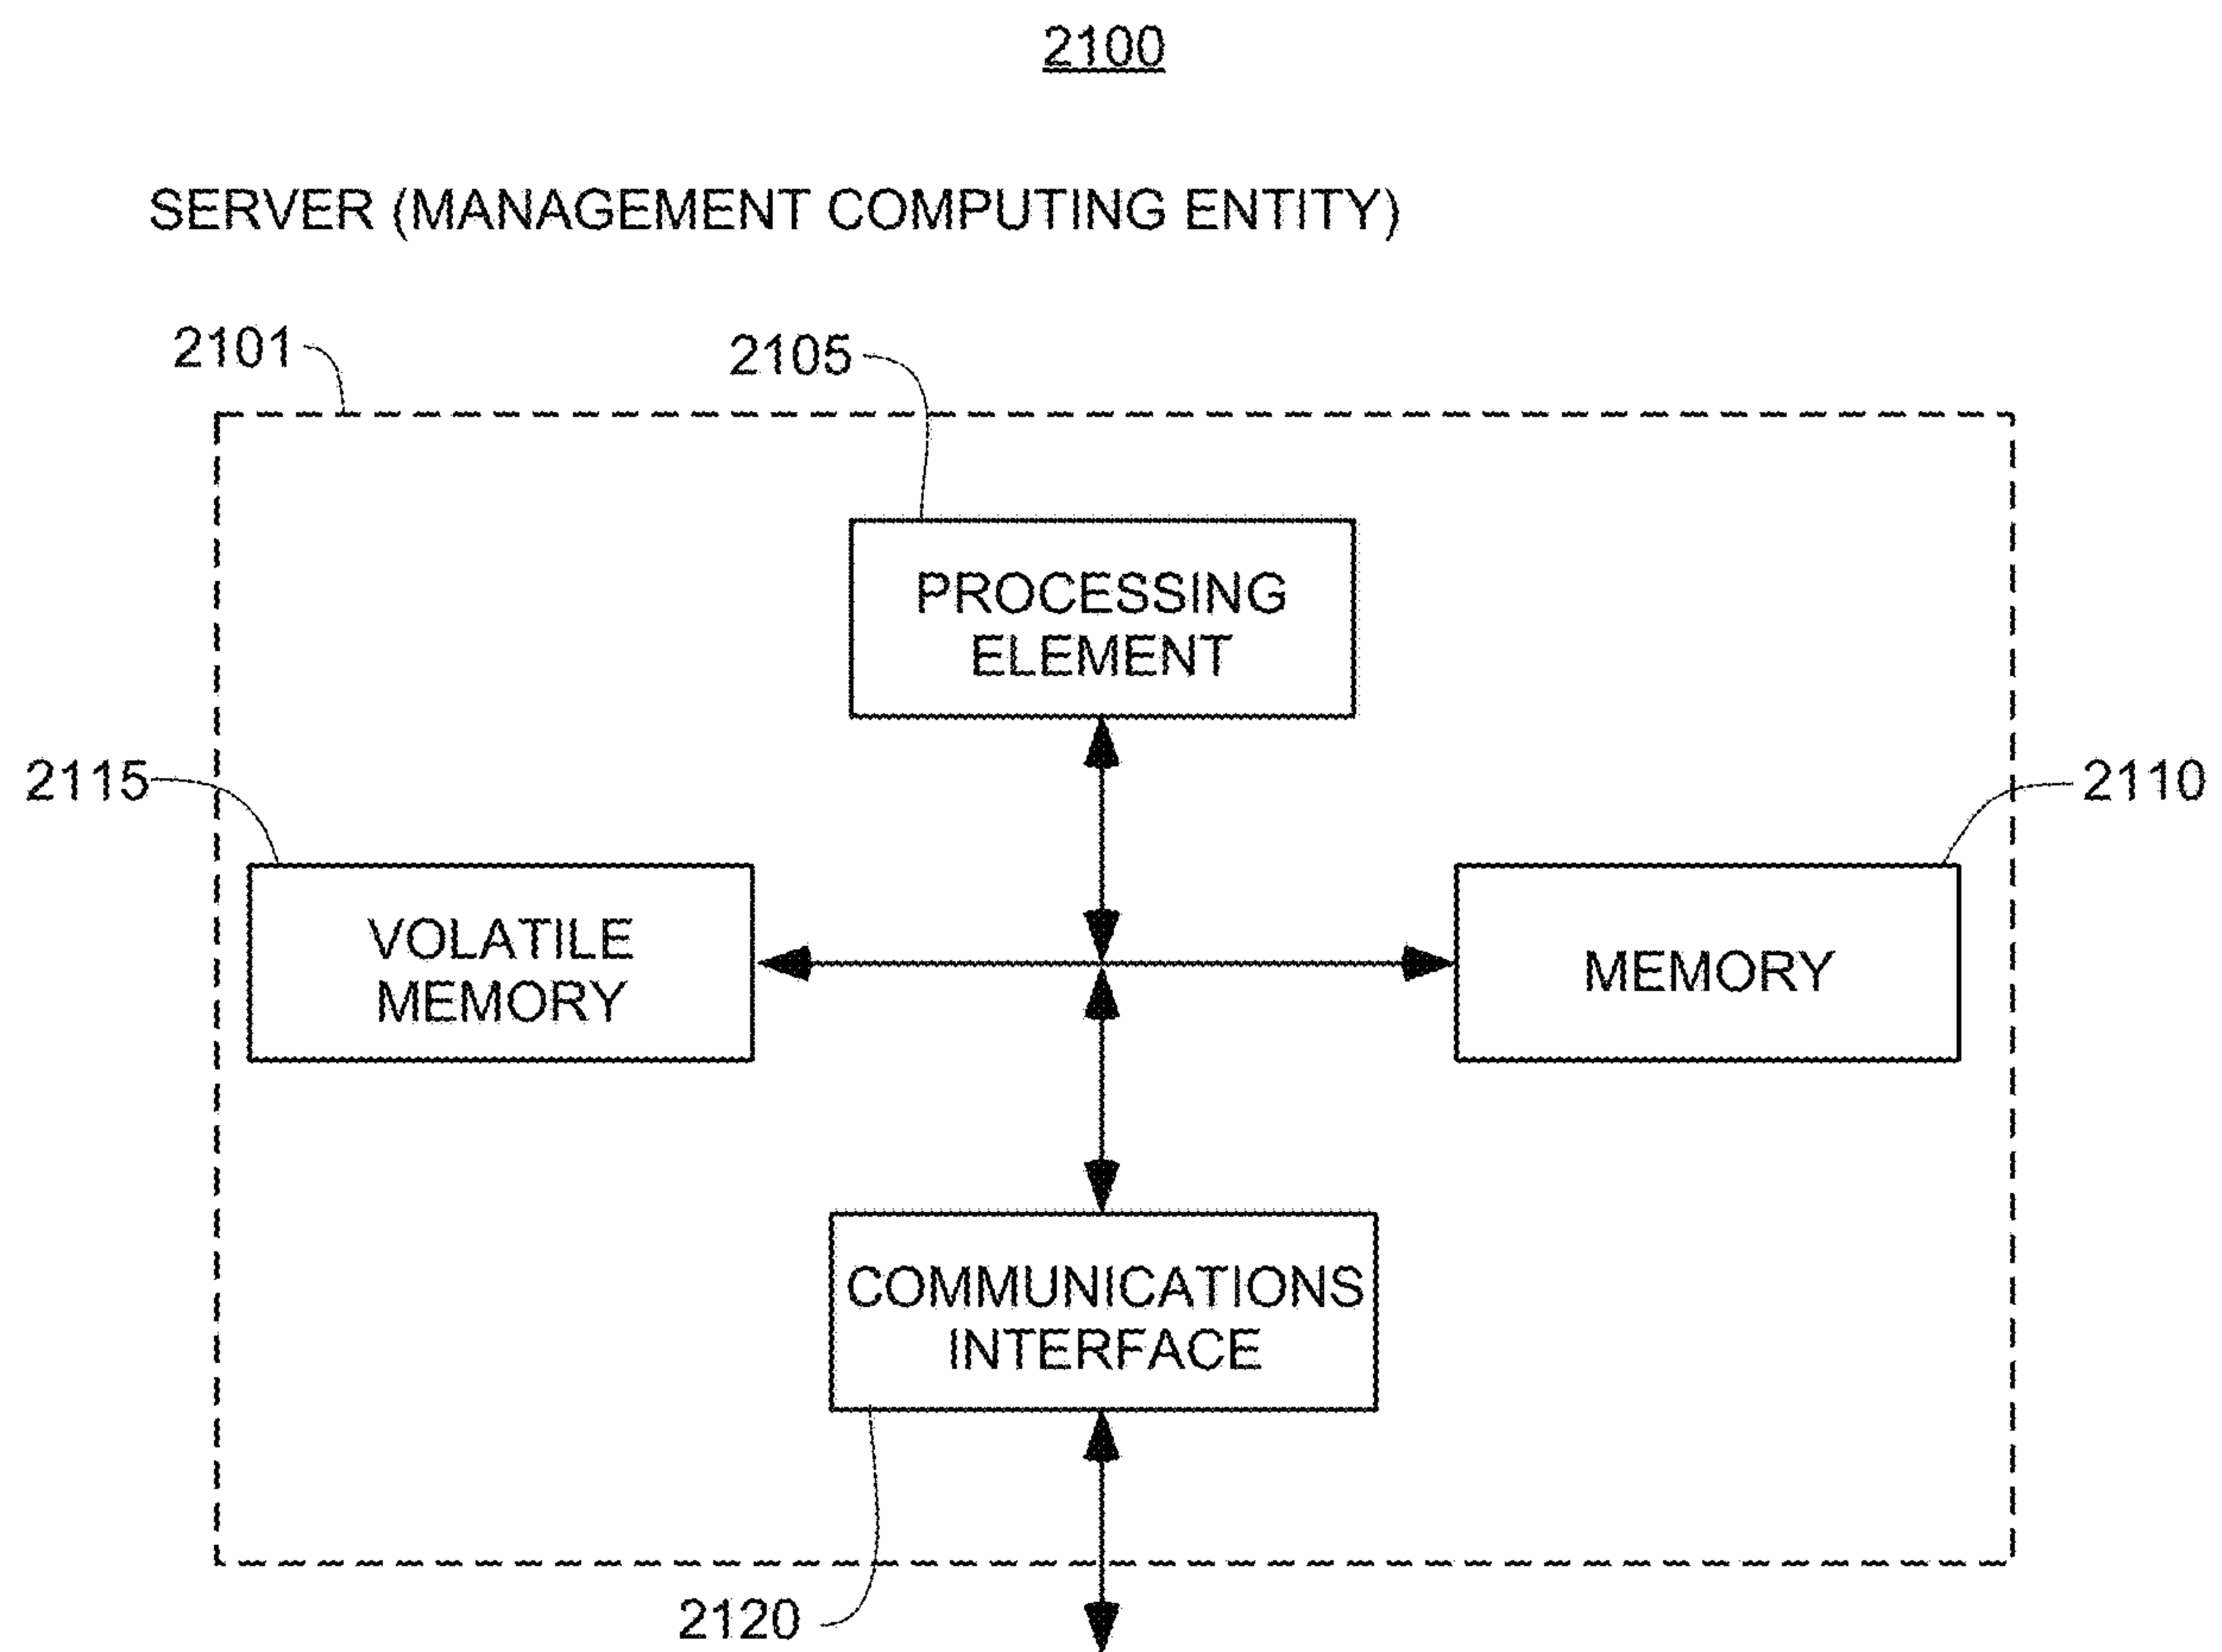 2100
SERVER (MANAGEMENT COMPUTING ENTITY)
2101
2105
PROCESSING
ELEMENT
2115
2110
VOLATILE
MEMORY
MEMORY
COMMUNICATIONS
INTERFACE
2120